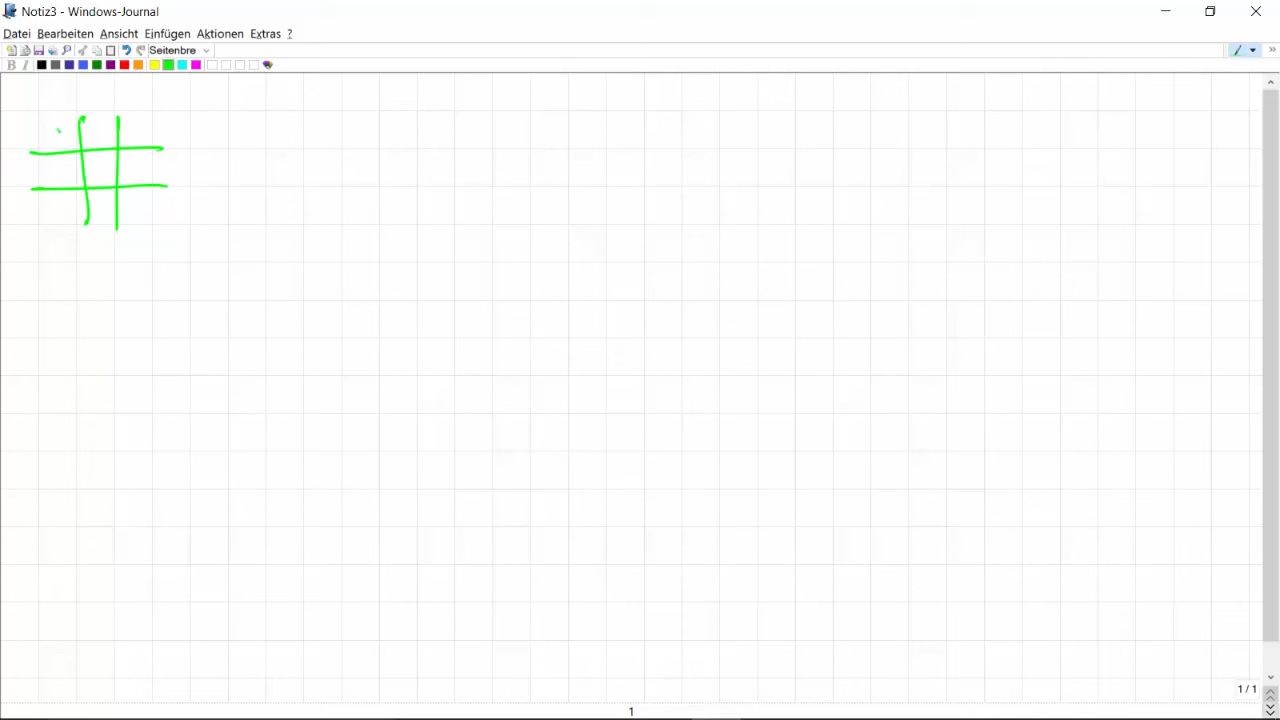 Notiz3 - Windows-Journal
Datei Bearbeiten Ansicht Einfügen Aktionen Extras ?
Seitenbre
B I
1 / 1
1